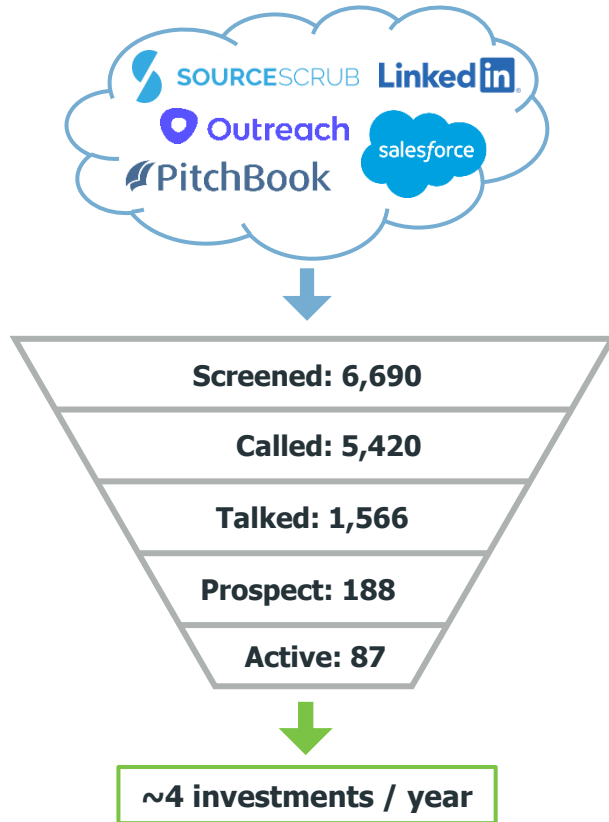 SOURCESCRUB LinkedIn
Outreach
salesforce
PitchBook
Screened: 6,690
Called: 5,420
Talked: 1,566
Prospect: 188
Active: 87
~4 investments / year